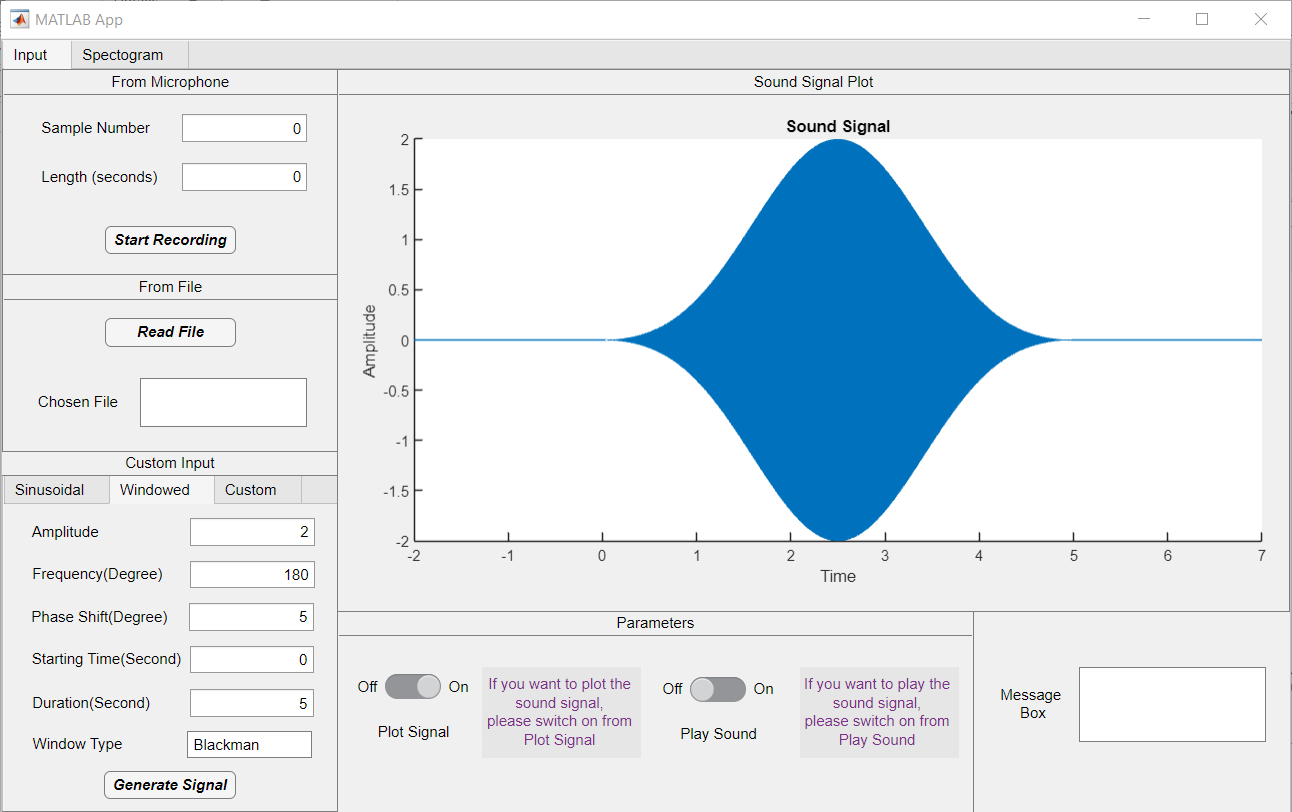 MATLAB App
Input
Spectogram
From Microphone
Sample Number
0
Length (seconds)
0
Start Recording
From File
Read File
Chosen File
Custom Input
Sinusoidal
Windowed
Custom
Amplitude
2
Frequency(Degree)
180
Phase Shift(Degree)
5
Starting Time(Second)
0
Duration(Second)
5
Window Type
Blackman
Generate Signal
Sound Signal Plot
Sound Signal
2
1.5
1
0.5
0
-0.5
-1
-1.5
-2
Amplitude
-2
-1
0
1
2
3
4
5
6
7
Time
Parameters
Off
On
Plot Signal
If you want to plot the
sound signal,
please switch on from
Plot Signal
Off
On
Play Sound
If you want to play the
sound signal,
please switch on from
Play Sound
Message
Box